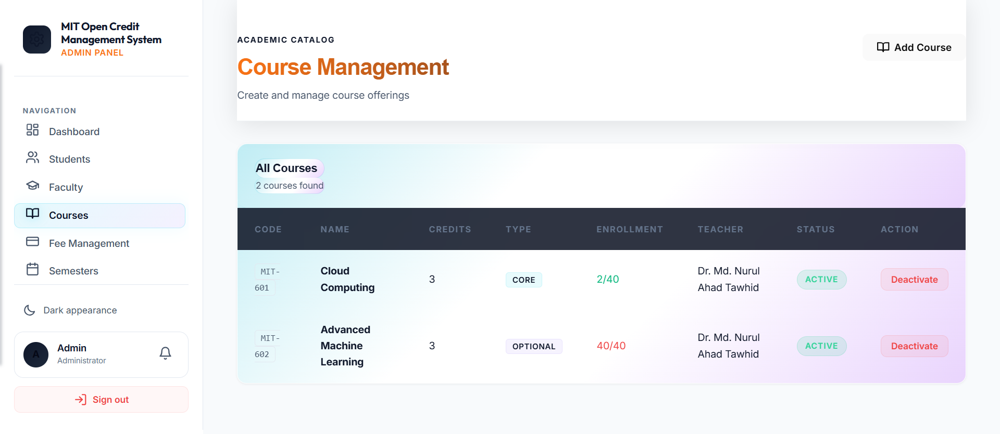 MIT Open Credit
Management System
ADMIN PANEL
NAVIGATION
Dashboard
Students
Faculty
Courses
Fee Management
Semesters
Dark appearance
A
Admin
Administrator
Sign out
ACADEMIC CATALOG
Course Management
Create and manage course offerings
Add Course
All Courses
2 courses found
CODE NAME CREDITS TYPE ENROLLMENT TEACHER STATUS ACTION
MIT-
601
Cloud
Computing
3
CORE
2/40
Dr. Md. Nurul
Ahad Tawhid
ACTIVE
Deactivate
MIT-
602
Advanced
Machine
Learning
3
OPTIONAL
40/40
Dr. Md. Nurul
Ahad Tawhid
ACTIVE
Deactivate